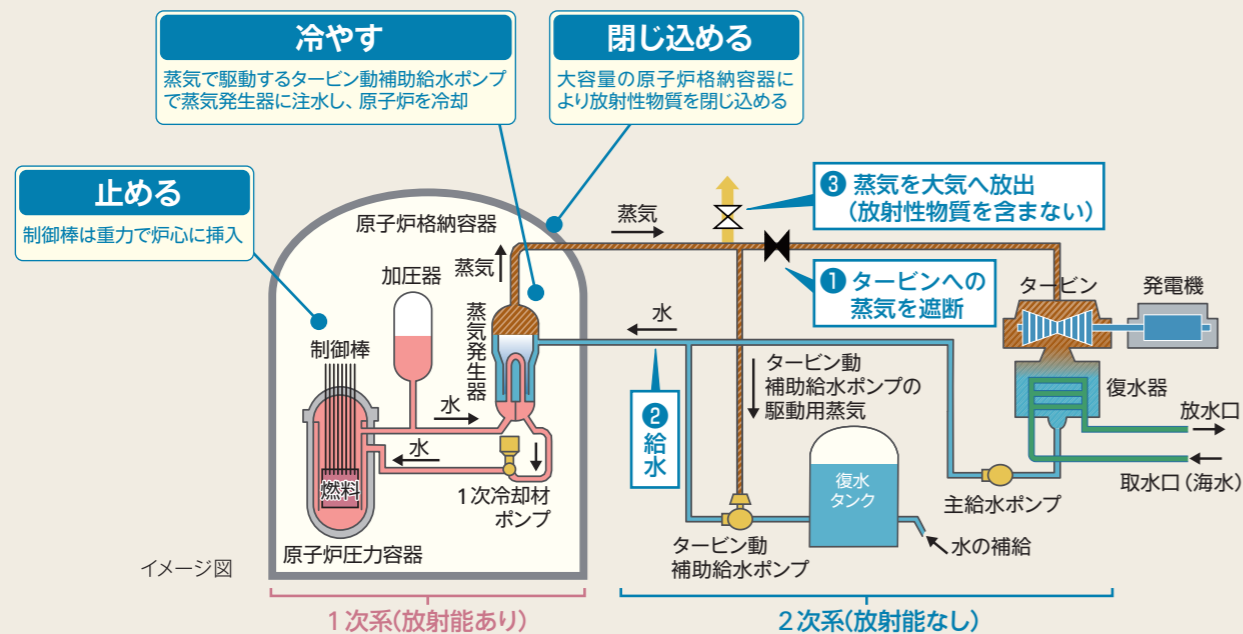 冷やす
蒸気で駆動するタービン動補助給水ポンプ
で蒸気発生器に注水し、原子炉を冷却
閉じ込める
大容量の原子炉格納容器に
より放射性物質を閉じ込める
止める
制御棒は重力で炉心に挿入
原子炉格納容器
蒸気
蒸気
❸ 蒸気を大気へ放出
（放射性物質を含まない）
❶ タービンへの
蒸気を遮断
タービン
発電機
加圧器
蒸気発生器
制御棒
水
水
水
❷給水
タービン動
補助給水ポンプの
駆動用蒸気
復水器
放水口
取水口（海水）
燃料
1次冷却材
ポンプ
復水
タンク
主給水ポンプ
水の補給
タービン動
補助給水ポンプ
原子炉圧力容器
イメージ図
1次系(放射能あり)
2次系(放射能なし)